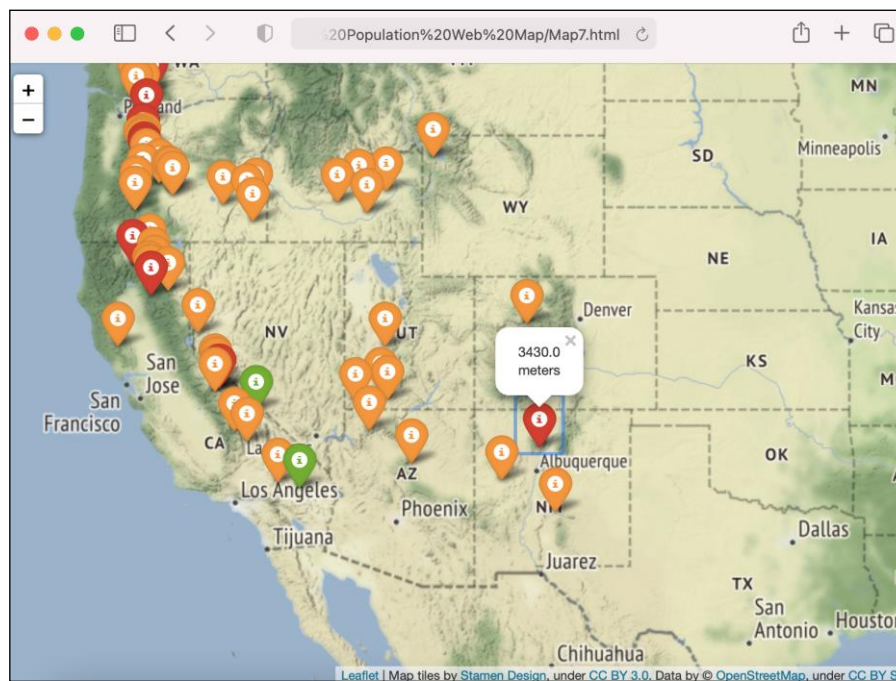 %20Population%20Web%20Map/Map7.html
+
−
WA
MN
Minneapolis
SD
WY
IA
NE
Denver
Kansas
City
NV
UT
3430.0
meters
×
San
Jose
San
Francisco
KS
CA
OK
Albuquerque
AZ
Los Angeles
NM
Phoenix
Dallas
Tijuana
Juarez
TX
San
Antonio
Houston
Chihuahua
Leaflet | Map tiles by Stamen Design, under CC BY 3.0. Data by © OpenStreetMap, under CC BY S